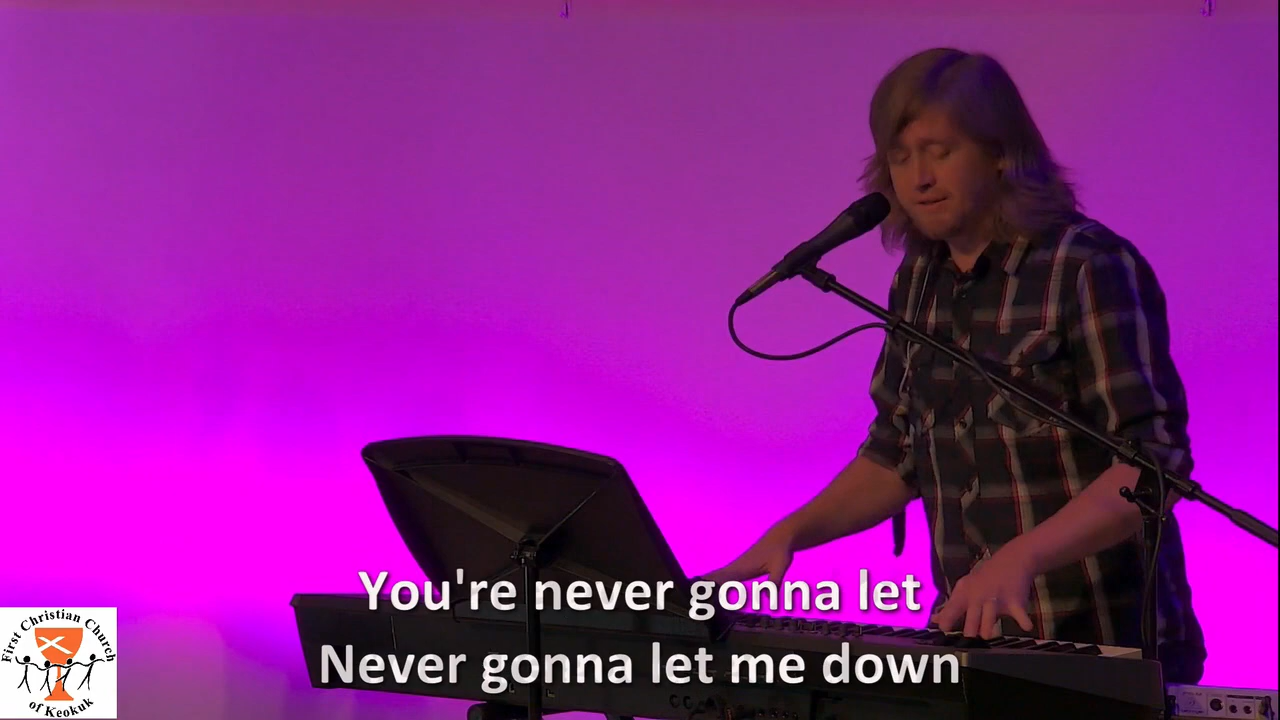 You're never gonna let
Never gonna let me down
First Christian Church
of Keokuk